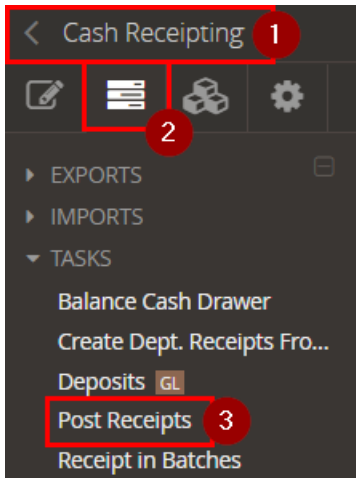 Cash Receipting 1
2
EXPORTS
IMPORTS
TASKS
Balance Cash Drawer
Create Dept. Receipts Fro...
Deposits GL
Post Receipts 3
Receipt in Batches